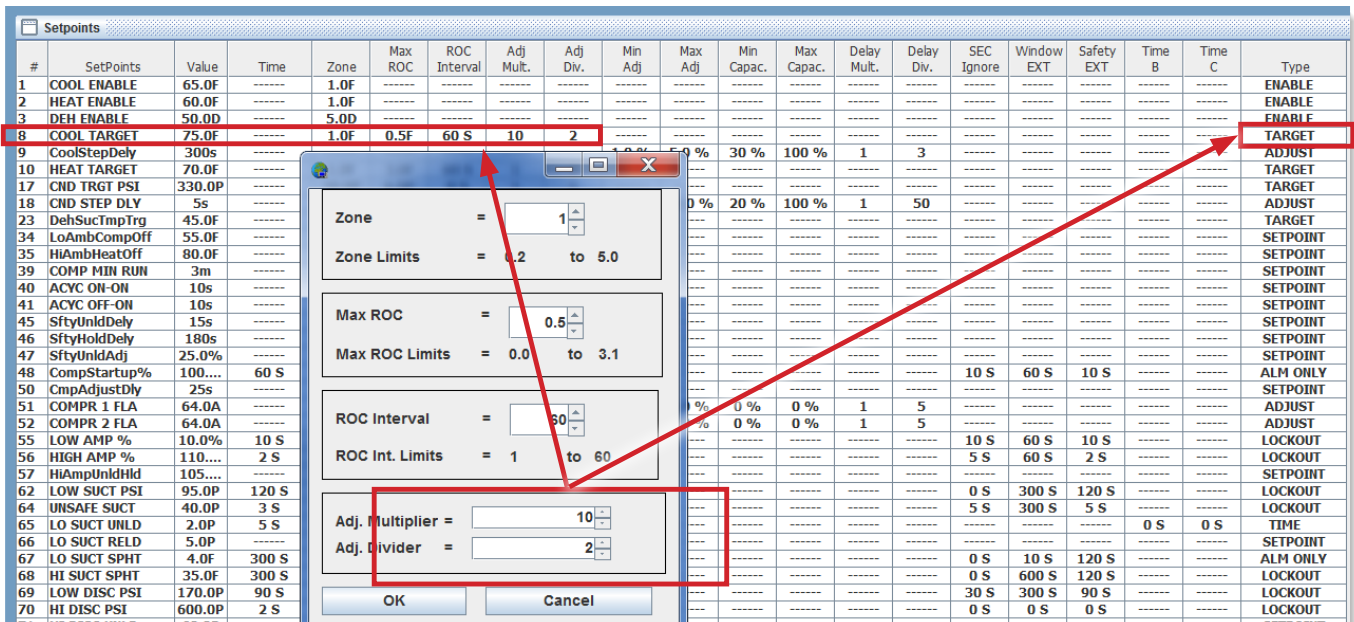 Setpoints
# SetPoints Value Time Zone Max ROC ROC Interval Adj Mult. Adj Div. Min Adj Max Adj Min Capac. Max Capac. Delay Mult. Delay Div. SEC Ignore Window EXT Safety EXT Time B Time C Type
1 COOL ENABLE 65.0F ------ 1.0F ------ ------ ------ ------ ------ ------ ------ ------ ------ ------ ------ ------ ------ ------ ------ ENABLE
2 HEAT ENABLE 60.0F ------ 1.0F ------ ------ ------ ------ ------ ------ ------ ------ ------ ------ ------ ------ ------ ------ ------ ENABLE
3 DEH ENABLE 50.0D ------ 5.0D ------ ------ ------ ------ ------ ------ ------ ------ ------ ------ ------ ------ ------ ------ ------ ENABLE
8 COOL TARGET 75.0F ------ 1.0F 0.5F 60 S 10 2 ------ ------ ------ ------ ------ ------ ------ ------ ------ ------ ------ TARGET
9 CoolStepDely 300s ------ 30 % 100 % 1 3 ------ ------ ------ ------ ------ ADJUST
10 HEAT TARGET 70.0F ------ ------ ------ ------ ------ ------ ------ ------ ------ ------ TARGET
17 CND TRGT PSI 330.0P ------ ------ ------ ------ ------ ------ ------ ------ ------ ------ TARGET
18 CND STEP DLY 5s ------ 0 % 20 % 100 % 1 50 ------ ------ ------ ------ ------ ADJUST
23 DehSucTmpTrg 45.0F ------ ------ ------ ------ ------ ------ ------ ------ ------ ------ TARGET
34 LoAmbCompOff 55.0F ------ ------ ------ ------ ------ ------ ------ ------ ------ ------ SETPOINT
35 HiAmbHeatOff 80.0F ------ ------ ------ ------ ------ ------ ------ ------ ------ ------ SETPOINT
39 COMP MIN RUN 3m ------ ------ ------ ------ ------ ------ ------ ------ ------ ------ SETPOINT
40 ACYC ON-ON 10s ------ ------ ------ ------ ------ ------ ------ ------ ------ ------ SETPOINT
41 ACYC OFF-ON 10s ------ ------ ------ ------ ------ ------ ------ ------ ------ ------ SETPOINT
45 SftyUnldDely 15s ------ ------ ------ ------ ------ ------ ------ ------ ------ ------ SETPOINT
46 SftyHoldDely 180s ------ ------ ------ ------ ------ ------ ------ ------ ------ ------ SETPOINT
47 SftyUnldAdj 25.0% ------ ------ ------ ------ ------ ------ ------ ------ ------ ------ SETPOINT
48 CompStartup% 100.... 60 S ------ ------ ------ ------ 10 S 60 S 10 S ------ ------ ALM ONLY
50 CmpAdjustDly 25s ------ ------ ------ ------ ------ ------ ------ ------ ------ ------ SETPOINT
51 COMPR 1 FLA 64.0A ------ % 0 % 0 % 1 5 ------ ------ ------ ------ ------ ADJUST
52 COMPR 2 FLA 64.0A ------ % 0 % 0 % 1 5 ------ ------ ------ ------ ------ ADJUST
55 LOW AMP % 10.0% 10 S ------ ------ ------ ------ 10 S 60 S 10 S ------ ------ LOCKOUT
56 HIGH AMP % 110.... 2 S ------ ------ ------ ------ 5 S 60 S 2 S ------ ------ LOCKOUT
57 HiAmpUnldHld 105.... ------ ------ ------ ------ ------ ------ ------ ------ ------ ------ SETPOINT
62 LOW SUCT PSI 95.0P 120 S ------ ------ ------ ------ 0 S 300 S 120 S ------ ------ LOCKOUT
64 UNSAFE SUCT 40.0P 3 S ------ ------ ------ ------ 5 S 300 S 5 S ------ ------ LOCKOUT
65 LO SUCT UNLD 2.0P 5 S ------ ------ ------ ------ ------ ------ ------ 0 S 0 S TIME
66 LO SUCT RELD 5.0P ------ ------ ------ ------ ------ ------ ------ ------ ------ ------ SETPOINT
67 LO SUCT SPHT 4.0F 300 S ------ ------ ------ ------ 0 S 10 S 120 S ------ ------ ALM ONLY
68 HI SUCT SPHT 35.0F 300 S ------ ------ ------ ------ 0 S 600 S 120 S ------ ------ LOCKOUT
69 LOW DISC PSI 170.0P 90 S ------ ------ ------ ------ 30 S 300 S 90 S ------ ------ LOCKOUT
70 HI DISC PSI 600.0P 2 S ------ ------ ------ ------ 0 S 0 S 0 S ------ ------ LOCKOUT
Zone = 1
Zone Limits = 0.2 to 5.0
Max ROC = 0.5
Max ROC Limits = 0.0 to 3.1
ROC Interval = 60
ROC Int. Limits = 1 to 60
Adj. Multiplier = 10
Adj. Divider = 2
OK Cancel